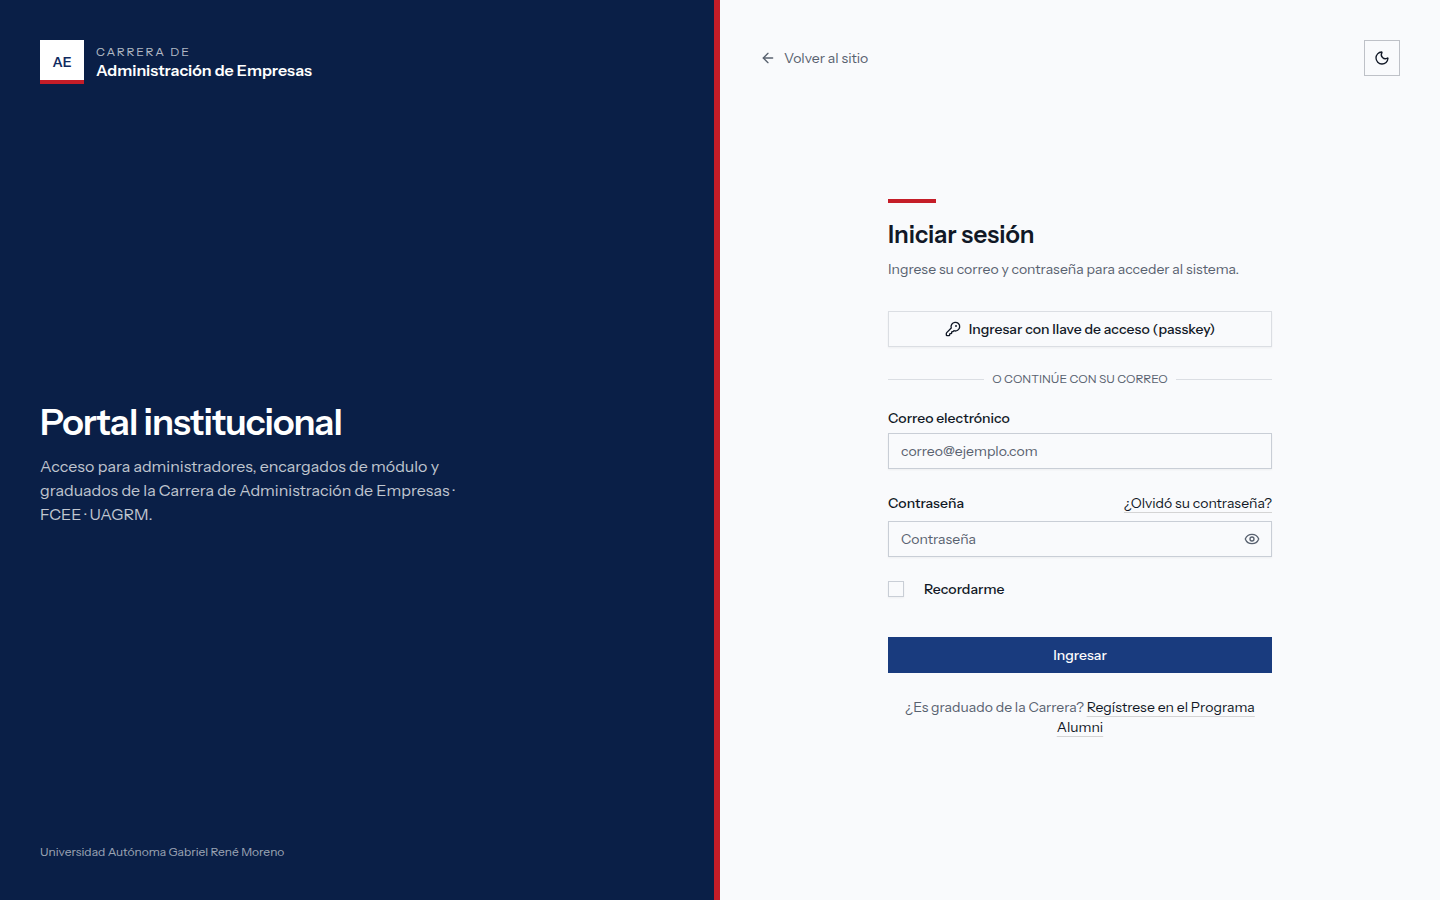 AE
CARRERA DE
Administración de Empresas
Portal institucional
Acceso para administradores, encargados de módulo y
graduados de la Carrera de Administración de Empresas ·
FCEE · UAGRM.
Universidad Autónoma Gabriel René Moreno
Volver al sitio
Iniciar sesión
Ingrese su correo y contraseña para acceder al sistema.
Ingresar con llave de acceso (passkey)
O CONTINÚE CON SU CORREO
Correo electrónico
correo@ejemplo.com
Contraseña ¿Olvidó su contraseña?
Contraseña
Recordarme
Ingresar
¿Es graduado de la Carrera? Regístrese en el Programa
Alumni